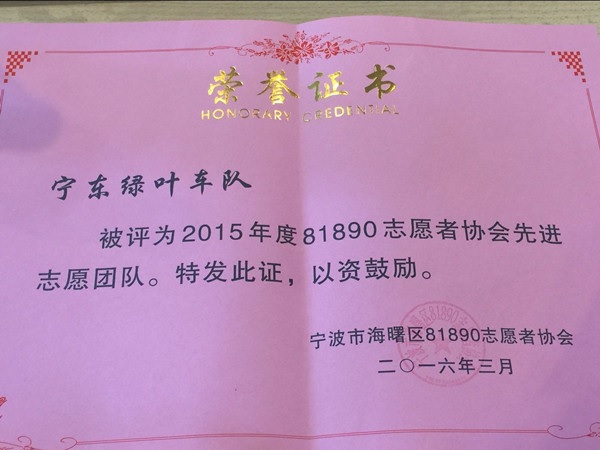 荣誉证书
HONORARY CREDENTIAL
宁东绿叶车队
被评为2015年度81890志愿者协会先进
志愿团队。特发此证，以资鼓励。
宁波市海曙区81890志愿者协会
二〇一六年三月